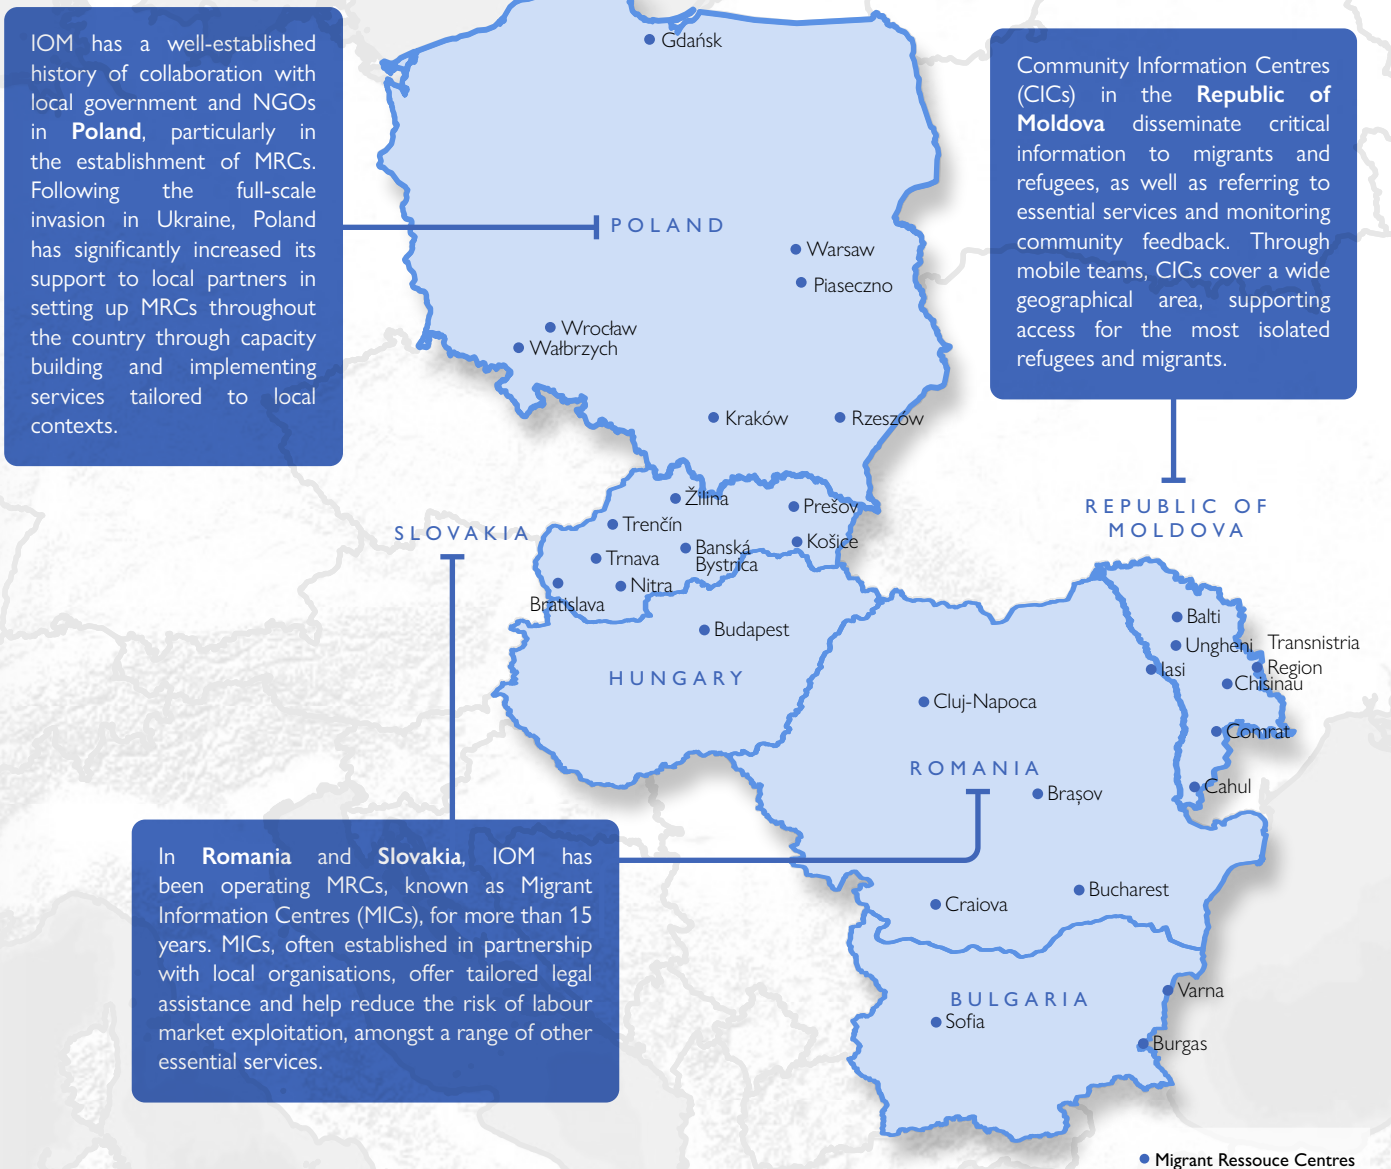 IOM has a well-established
history of collaboration with
local government and NGOs
in Poland, particularly in
the establishment of MRCs.
Following the full-scale
invasion in Ukraine, Poland
has significantly increased its
support to local partners in
setting up MRCs throughout
the country through capacity
building and implementing
services tailored to local
contexts.
Community Information Centres
(CICs) in the Republic of
Moldova disseminate critical
information to migrants and
refugees, as well as referring to
essential services and monitoring
community feedback. Through
mobile teams, CICs cover a wide
geographical area, supporting
access for the most isolated
refugees and migrants.
Gdańsk
POLAND
Warsaw
Piaseczno
Wrocław
Wałbrzych
Kraków
Rzeszów
SLOVAKIA
Žilina
Prešov
Trenčín
Banská
Bystrica
Košice
Trnava
Nitra
Bratislava
Budapest
HUNGARY
REPUBLIC OF
MOLDOVA
Balti
Ungheni
Transnistria
Region
Iasi
Chisinau
Comrat
Cahul
Cluj-Napoca
ROMANIA
Brașov
Bucharest
Craiova
In Romania and Slovakia, IOM has
been operating MRCs, known as Migrant
Information Centres (MICs), for more than 15
years. MICs, often established in partnership
with local organisations, offer tailored legal
assistance and help reduce the risk of labour
market exploitation, amongst a range of other
essential services.
BULGARIA
Varna
Sofia
Burgas
Migrant Ressouce Centres